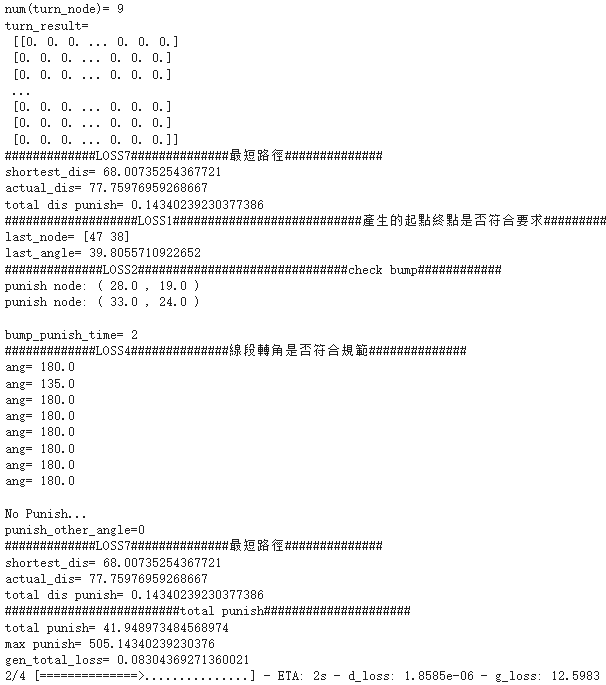 num(turn_node)= 9
turn_result=
[[0. 0. 0. ... 0. 0. 0.]
[0. 0. 0. ... 0. 0. 0.]
[0. 0. 0. ... 0. 0. 0.]
...
[0. 0. 0. ... 0. 0. 0.]
[0. 0. 0. ... 0. 0. 0.]
[0. 0. 0. ... 0. 0. 0.]]
#############LOSS7##############最短路徑##############
shortest_dis= 68.00735254367721
actual_dis= 77.75976959268667
total dis punish= 0.14340239230377386
###################LOSS1###########################產生的起點終點是否符合要求#########
last_node= [47 38]
last_angle= 39.8055710922652
##############LOSS2##############################check bump############
punish node: ( 28.0 , 19.0 )
punish node: ( 33.0 , 24.0 )
bump_punish_time= 2
#############LOSS4##############線段轉角是否符合規範##############
ang= 180.0
ang= 135.0
ang= 180.0
ang= 180.0
ang= 180.0
ang= 180.0
ang= 180.0
ang= 180.0
No Punish...
punish_other_angle=0
#############LOSS7##############最短路徑##############
shortest_dis= 68.00735254367721
actual_dis= 77.75976959268667
total dis punish= 0.14340239230377386
#########################total punish#####################
total punish= 41.948973484568974
max punish= 505.14340239230376
gen_total_loss= 0.08304369271360021
2/4 [==============>...............] - ETA: 2s - d_loss: 1.8585e-06 - g_loss: 12.5983